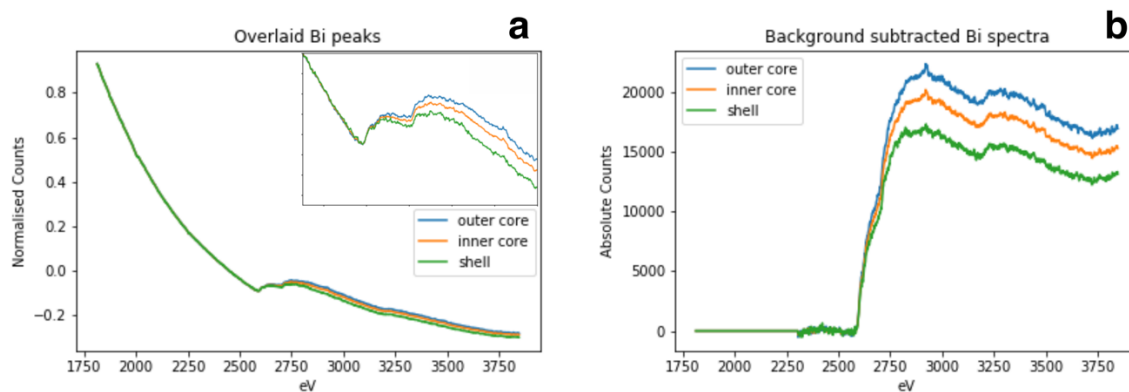 Overlaid Bi peaks
a
Normalised Counts
0.8
0.6
0.4
0.2
0.0
−0.2
outer core
inner core
shell
1750 2000 2250 2500 2750 3000 3250 3500 3750
eV
Background subtracted Bi spectra
b
Absolute Counts
20000
15000
10000
5000
0
outer core
inner core
shell
1750 2000 2250 2500 2750 3000 3250 3500 3750
eV